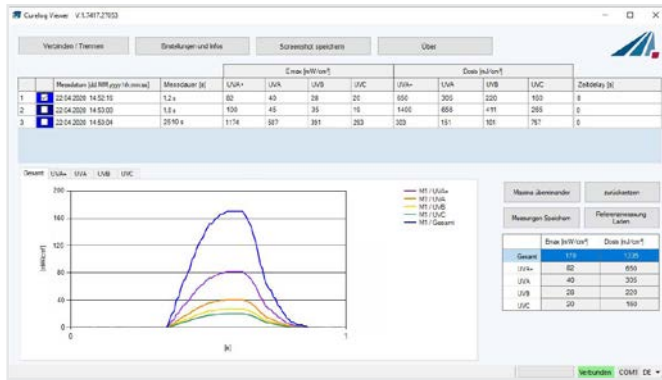 Curelog Viewer V.1.7417.27053
Verbinden / Trennen Einstellungen und Infos Screenshot speichern Über
Emax [mW/cm²] Dosis [mJ/cm²]
Messdatum [dd.MM.yyyy hh:mm:ss] Messdauer [s] UVA+ UVA UVB UVC UVA+ UVA UVB UVC Zeitdelay [s]
1 22.04.2020 14:52:16 1.2 s 82 40 28 20 650 305 220 160 0
2 22.04.2020 14:53:00 1.8 s 108 45 35 1400 658 411 0
3 22.04.2020 14:53:04 2510 s 1174 587 391 293 303 151 101 757 0
Gesamt UVA+ UVA UVB UVC
200
160
120
80
40
0
0 1
[mW/cm²]
[s]
M1 / UVA+
M1 / UVA
M1 / UVB
M1 / UVC
M1 / Gesamt
Maxima übereinander zurücksetzen
Messungen Speichern Referenzmessung Laden
Emax [mW/cm²] Dosis [mJ/cm²]
Gesamt 170 1335
UVA+ 82 650
UVA 40 305
UVB 28 220
UVC 20 160
Verbunden COM1 DE